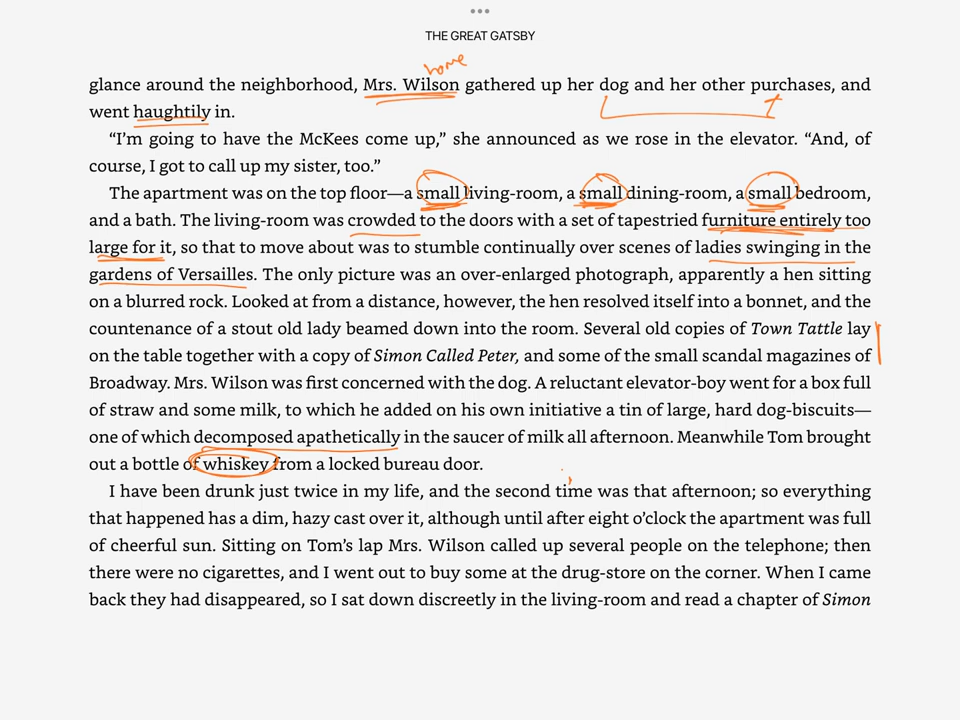 THE GREAT GATSBY
home
glance around the neighborhood, Mrs. Wilson gathered up her dog and her other purchases, and
went haughtily in.
“I’m going to have the McKees come up,” she announced as we rose in the elevator. “And, of
course, I got to call up my sister, too.”
The apartment was on the top floor—a small living-room, a small dining-room, a small bedroom,
and a bath. The living-room was crowded to the doors with a set of tapestried furniture entirely too
large for it, so that to move about was to stumble continually over scenes of ladies swinging in the
gardens of Versailles. The only picture was an over-enlarged photograph, apparently a hen sitting
on a blurred rock. Looked at from a distance, however, the hen resolved itself into a bonnet, and the
countenance of a stout old lady beamed down into the room. Several old copies of Town Tattle lay
on the table together with a copy of Simon Called Peter, and some of the small scandal magazines of
Broadway. Mrs. Wilson was first concerned with the dog. A reluctant elevator-boy went for a box full
of straw and some milk, to which he added on his own initiative a tin of large, hard dog-biscuits—
one of which decomposed apathetically in the saucer of milk all afternoon. Meanwhile Tom brought
out a bottle of whiskey from a locked bureau door.
I have been drunk just twice in my life, and the second time was that afternoon; so everything
that happened has a dim, hazy cast over it, although until after eight o’clock the apartment was full
of cheerful sun. Sitting on Tom’s lap Mrs. Wilson called up several people on the telephone; then
there were no cigarettes, and I went out to buy some at the drug-store on the corner. When I came
back they had disappeared, so I sat down discreetly in the living-room and read a chapter of Simon